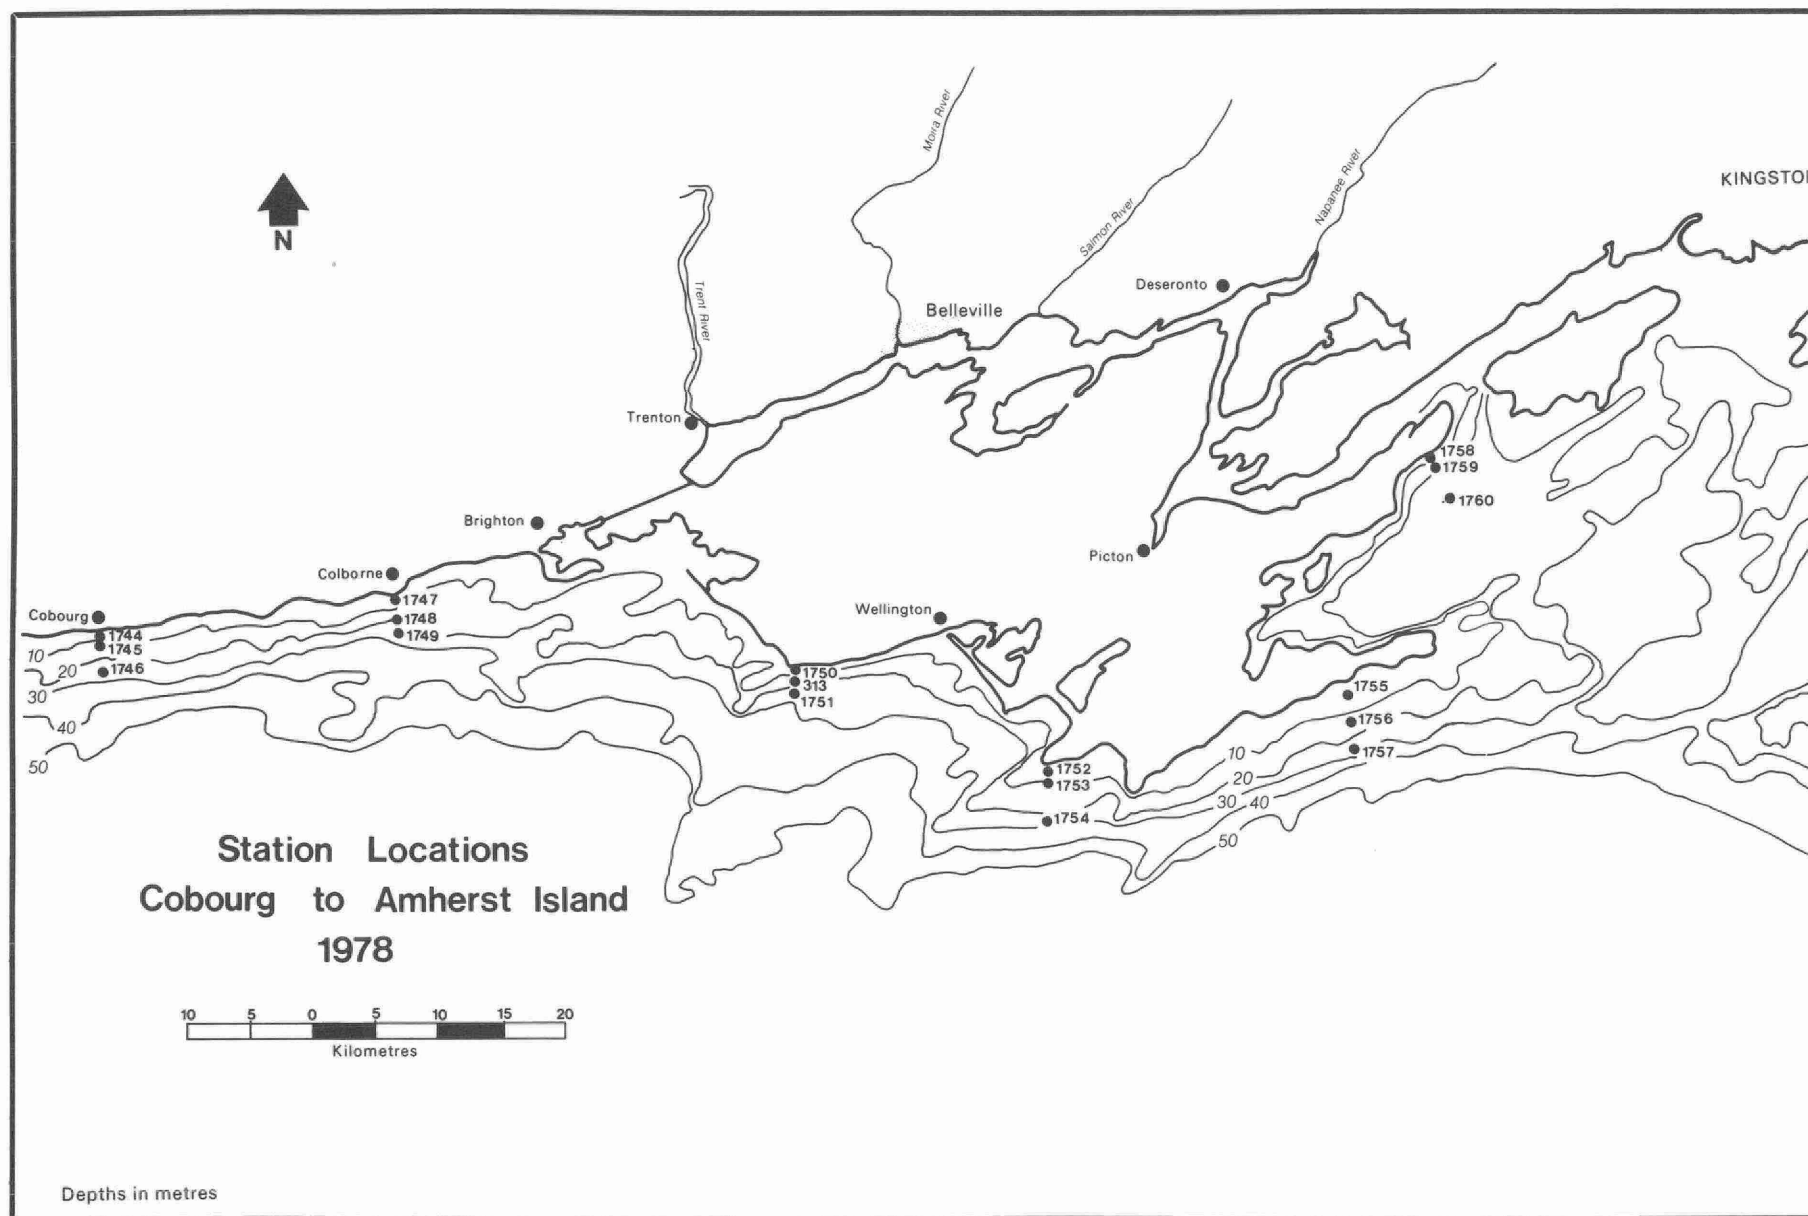 Moira River
KINGSTO
N
Salmon River
Napanee River
Trent River
Deseronto
Belleville
Trenton
1758
1759
1760
Brighton
Picton
Colborne
1747
Cobourg
1748
1749
Wellington
1744
1745
1746
10
20
30
40
50
1750
313
1751
1755
1756
1757
1752
1753
1754
10
20
30 40
50
Station Locations
Cobourg to Amherst Island
1978
10 5 0 5 10 15 20
Kilometres
Depths in metres